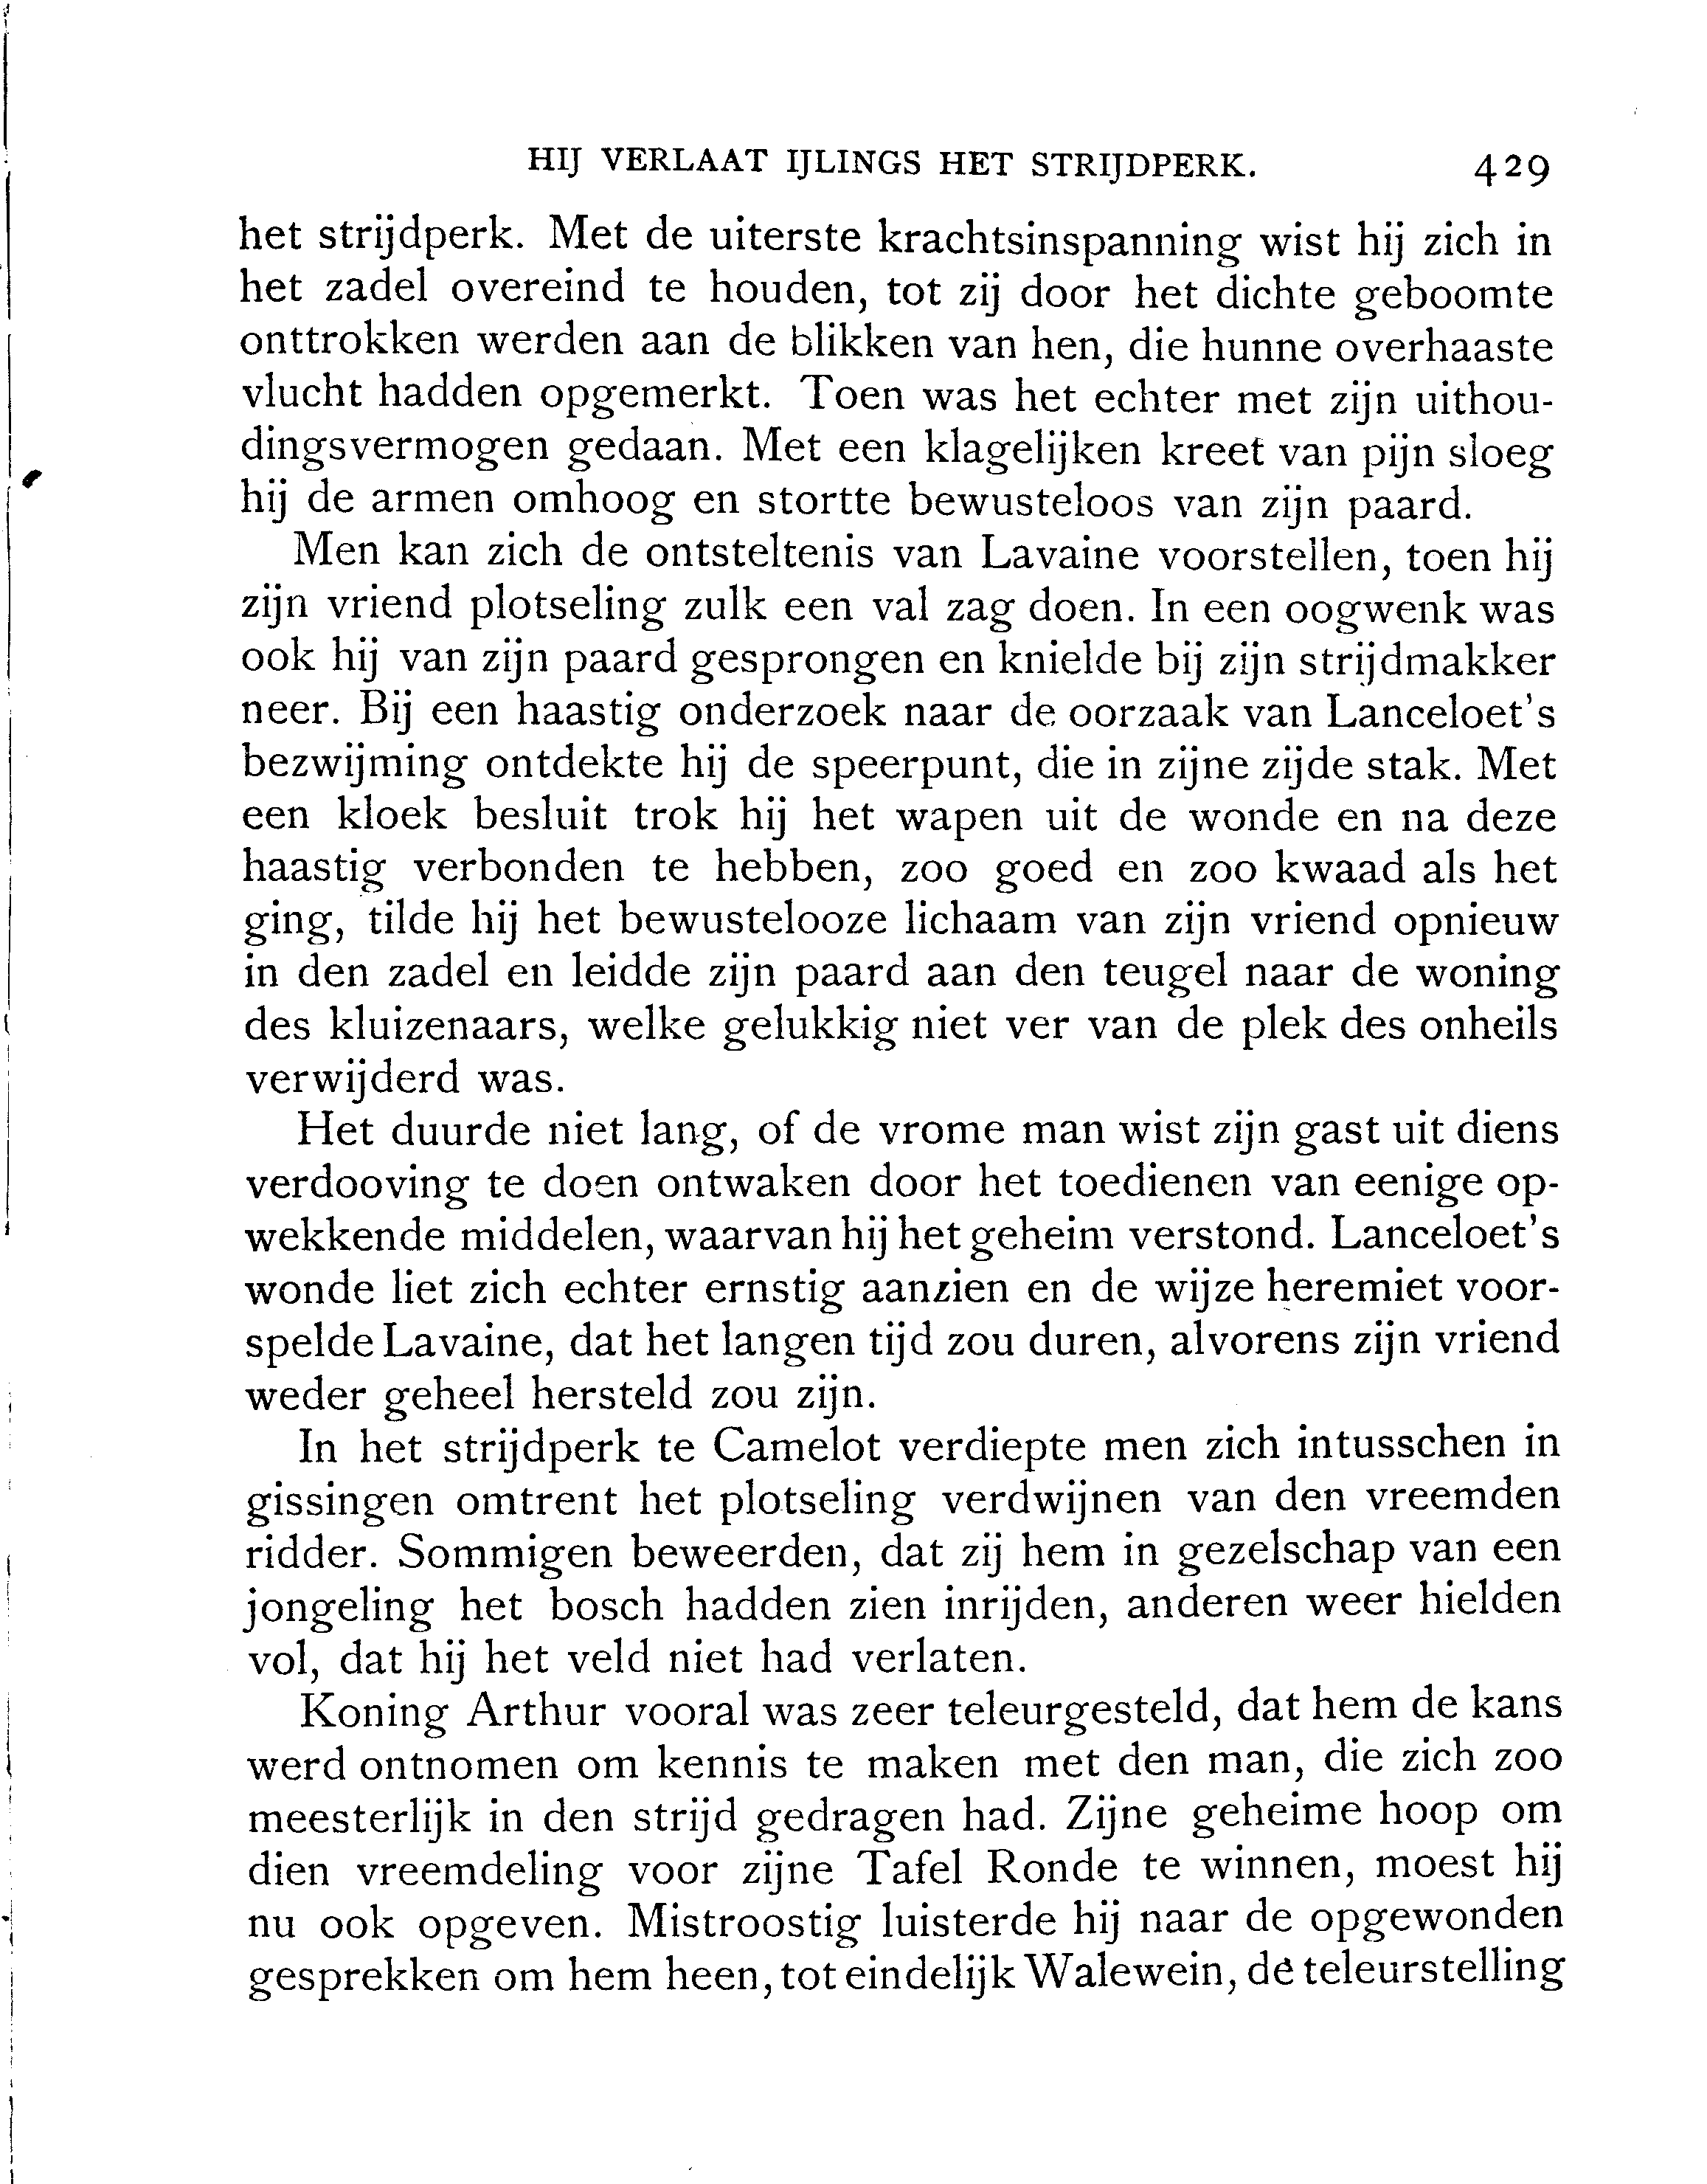 HIJ VERLAAT IJLINGS HET STRIJDPERK. 429
het strijdperk. Met de uiterste krachtsinspanning wist hij zich in
het zadel overeind te houden, tot zij door het dichte geboomte
onttrokken werden aan de blikken van hen, die hunne overhaaste
vlucht hadden opgemerkt. Toen was het echter met zijn uithou-
dingsvermogen gedaan. Met een klagelijken kreet van pijn sloeg
hij de armen omhoog en stortte bewusteloos van zijn paard.
Men kan zich de ontsteltenis van Lavaine voorstellen, toen hij
zijn vriend plotseling zulk een val zag doen. In een oogwenk was
ook hij van zijn paard gesprongen en knielde bij zijn strijdmakker
neer. Bij een haastig onderzoek naar de oorzaak van Lanceloet's
bezwijming ontdekte hij de speerpunt, die in zijne zijde stak. Met
een kloek besluit trok hij het wapen uit de wonde en na deze
haastig verbonden te hebben, zoo goed en zoo kwaad als het
ging, tilde hij het bewustelooze lichaam van zijn vriend opnieuw
in den zadel en leidde zijn paard aan den teugel naar de woning
des kluizenaars, welke gelukkig niet ver van de plek des onheils
verwijderd was.
Het duurde niet lang, of de vrome man wist zijn gast uit diens
verdooving te doen ontwaken door het toedienen van eenige op-
wekkende middelen, waarvan hij het geheim verstond. Lanceloet's
wonde liet zich echter ernstig aanzien en de wijze heremiet voor-
spelde Lavaine, dat het langen tijd zou duren, alvorens zijn vriend
weder geheel hersteld zou zijn.
In het strijdperk te Camelot verdiepte men zich intusschen in
gissingen omtrent het plotseling verdwijnen van den vreemden
ridder. Sommigen beweerden, dat zij hem in gezelschap van een
jongeling het bosch hadden zien inrijden, anderen weer hielden
vol, dat hij het veld niet had verlaten.
Koning Arthur vooral was zeer teleurgesteld, dat hem de kans
werd ontnomen om kennis te maken met den man, die zich zoo
meesterlijk in den strijd gedragen had. Zijne geheime hoop om
dien vreemdeling voor zijne Tafel Ronde te winnen, moest hij
nu ook opgeven. Mistroostig luisterde hij naar de opgewonden
gesprekken om hem heen, tot eindelijk Walewein, de teleurstelling